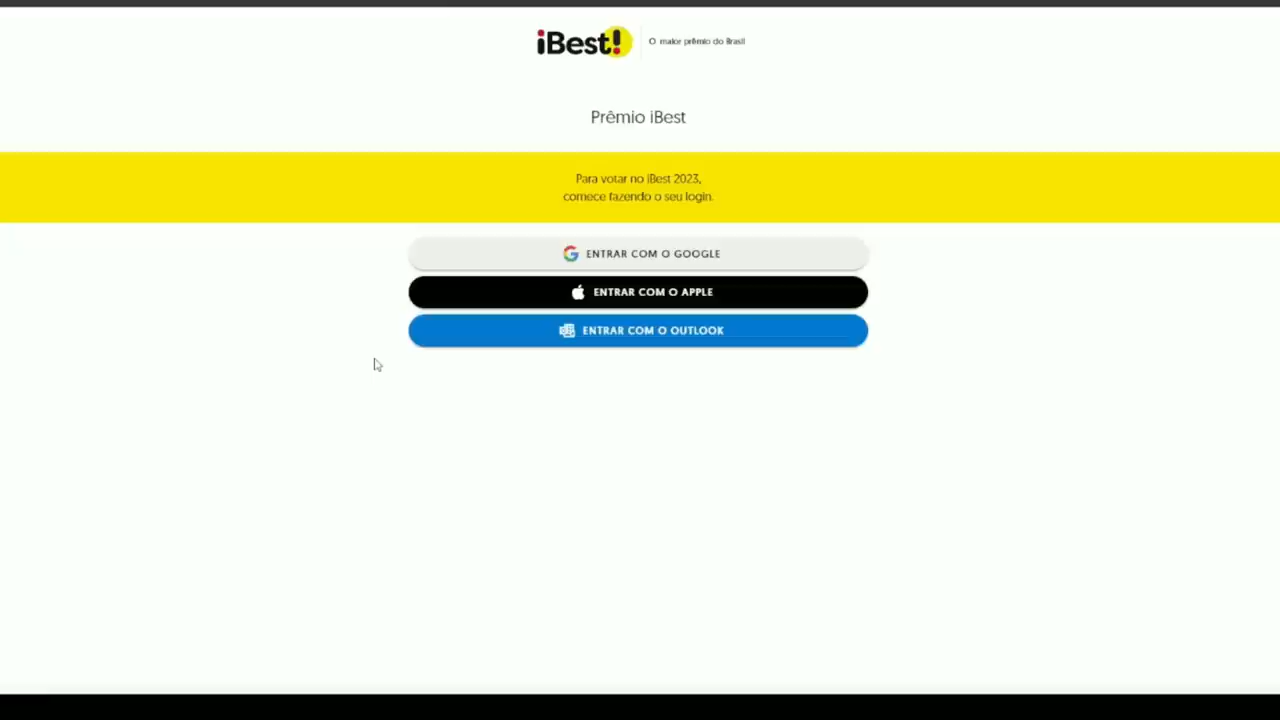 iBest!
O maior prêmio do Brasil
Prêmio iBest
Para votar no iBest 2023,
comece fazendo o seu login.
ENTRAR COM O GOOGLE
ENTRAR COM O APPLE
ENTRAR COM O OUTLOOK